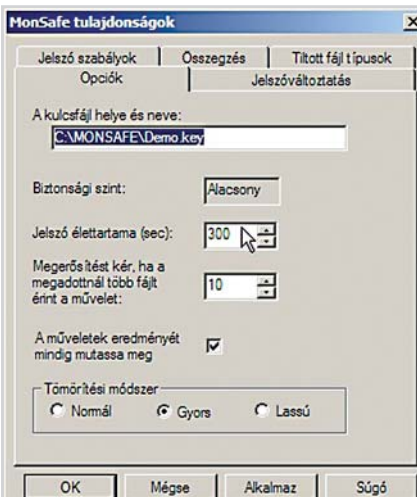 MonSafe tulajdonságok
Jelszó szabályok Összegzés Tiltott fájl típusok
Opciók Jelszóváltoztatás
A kulcsfájl helye és neve:
C:\MONSAFE\Demo.key
Biztonsági szint: Alacsony
Jelszó élettartama (sec): 300
Megerősítést kér, ha a
megadottnál több fájlt
érint a művelet: 10
A műveletek eredményét
mindig mutassa meg
Tömörítési módszer
Normál Gyors Lassú
OK Mégse Alkalmaz Súgó